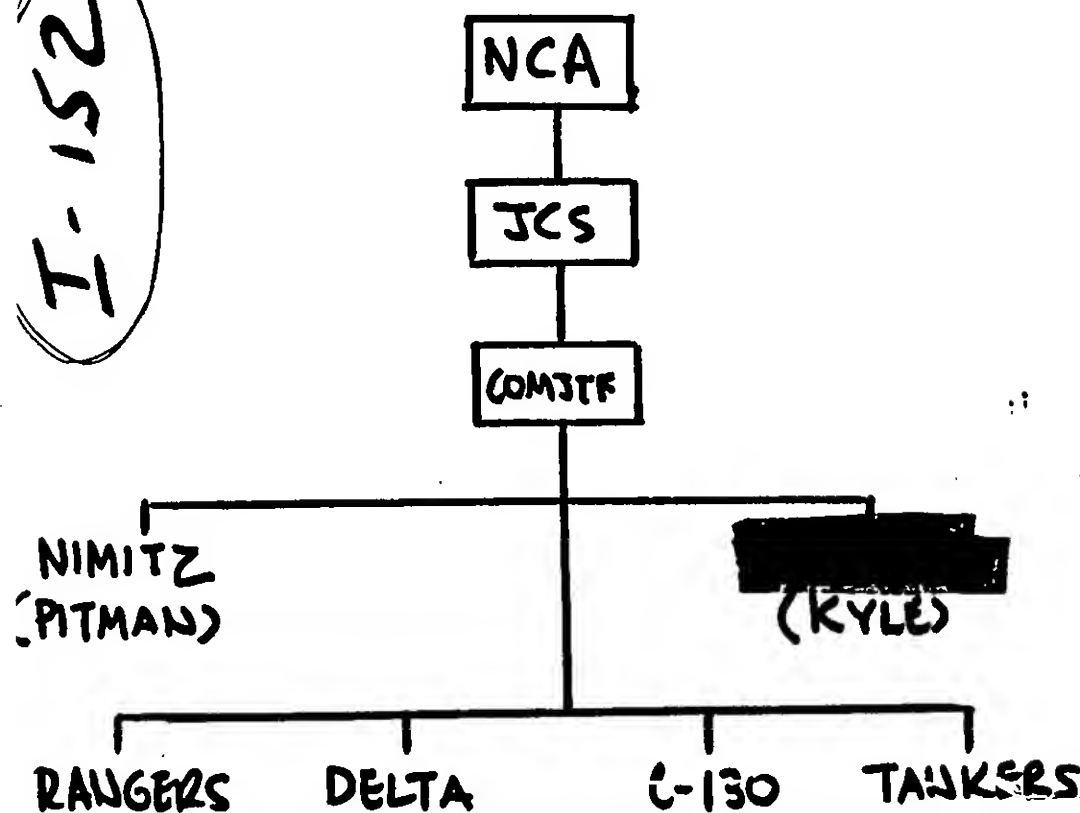 I-152
NCA
JCS
COMJTF
NIMITZ
(PITMAN)
(KYLE)
RANGERS DELTA C-130 TANKERS